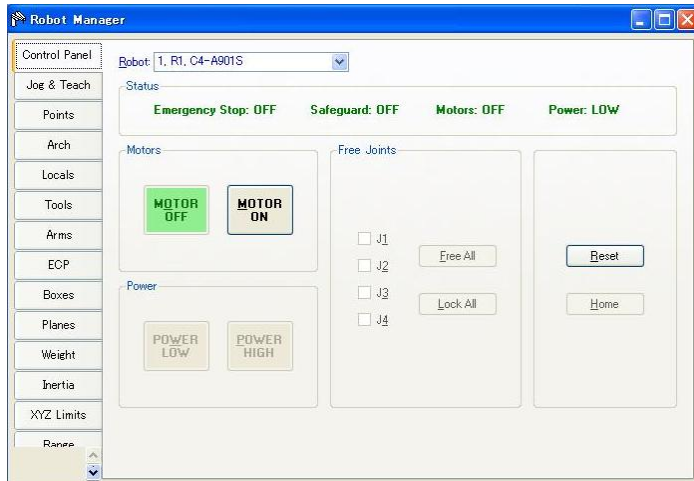 Robot Manager
Control Panel
Jog & Teach
Points
Arch
Locals
Tools
Arms
ECP
Boxes
Planes
Weight
Inertia
XYZ Limits
Range
Robot: 1, R1, C4-A901S
Status
Emergency Stop: OFF Safeguard: OFF Motors: OFF Power: LOW
Motors
MOTOR OFF
MOTOR ON
Power
POWER LOW
POWER HIGH
Free Joints
J1
J2
J3
J4
Free All
Lock All
Reset
Home